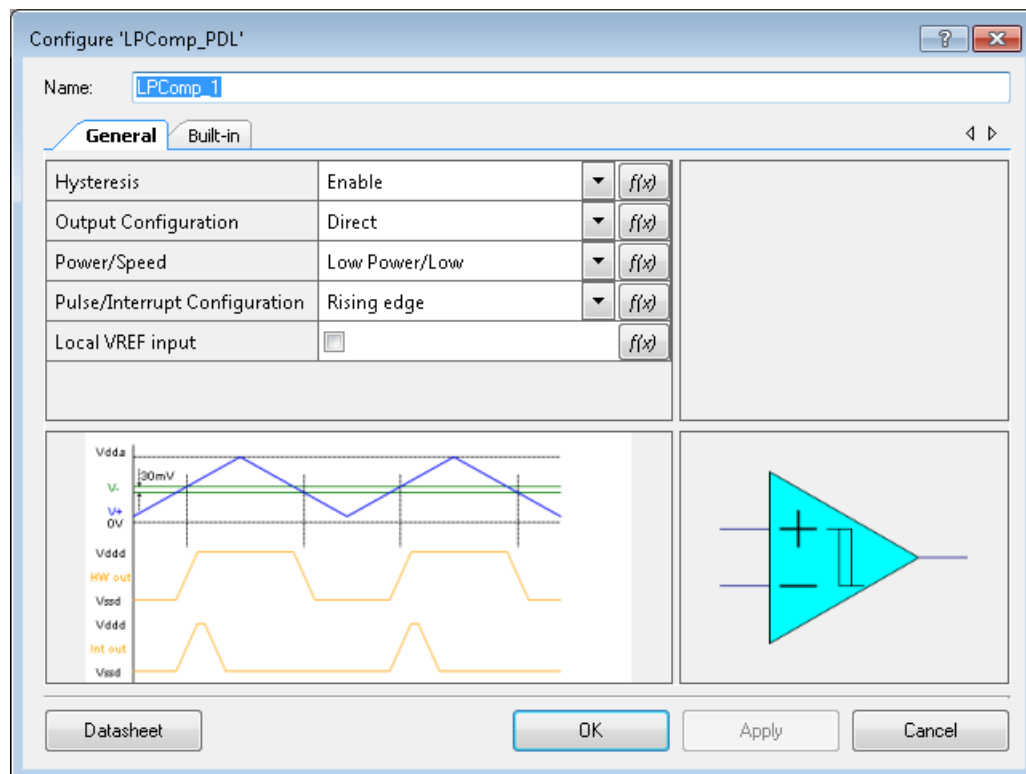 Configure 'LPComp_PDL'
Name: LPComp_1
General Built-in
Hysteresis Enable f(x)
Output Configuration Direct f(x)
Power/Speed Low Power/Low f(x)
Pulse/Interrupt Configuration Rising edge f(x)
Local VREF input f(x)
Vdda
30mV
V-
V+
0V
Vddd
HW out
Vssd
Vddd
Int out
Vssd
Datasheet OK Apply Cancel